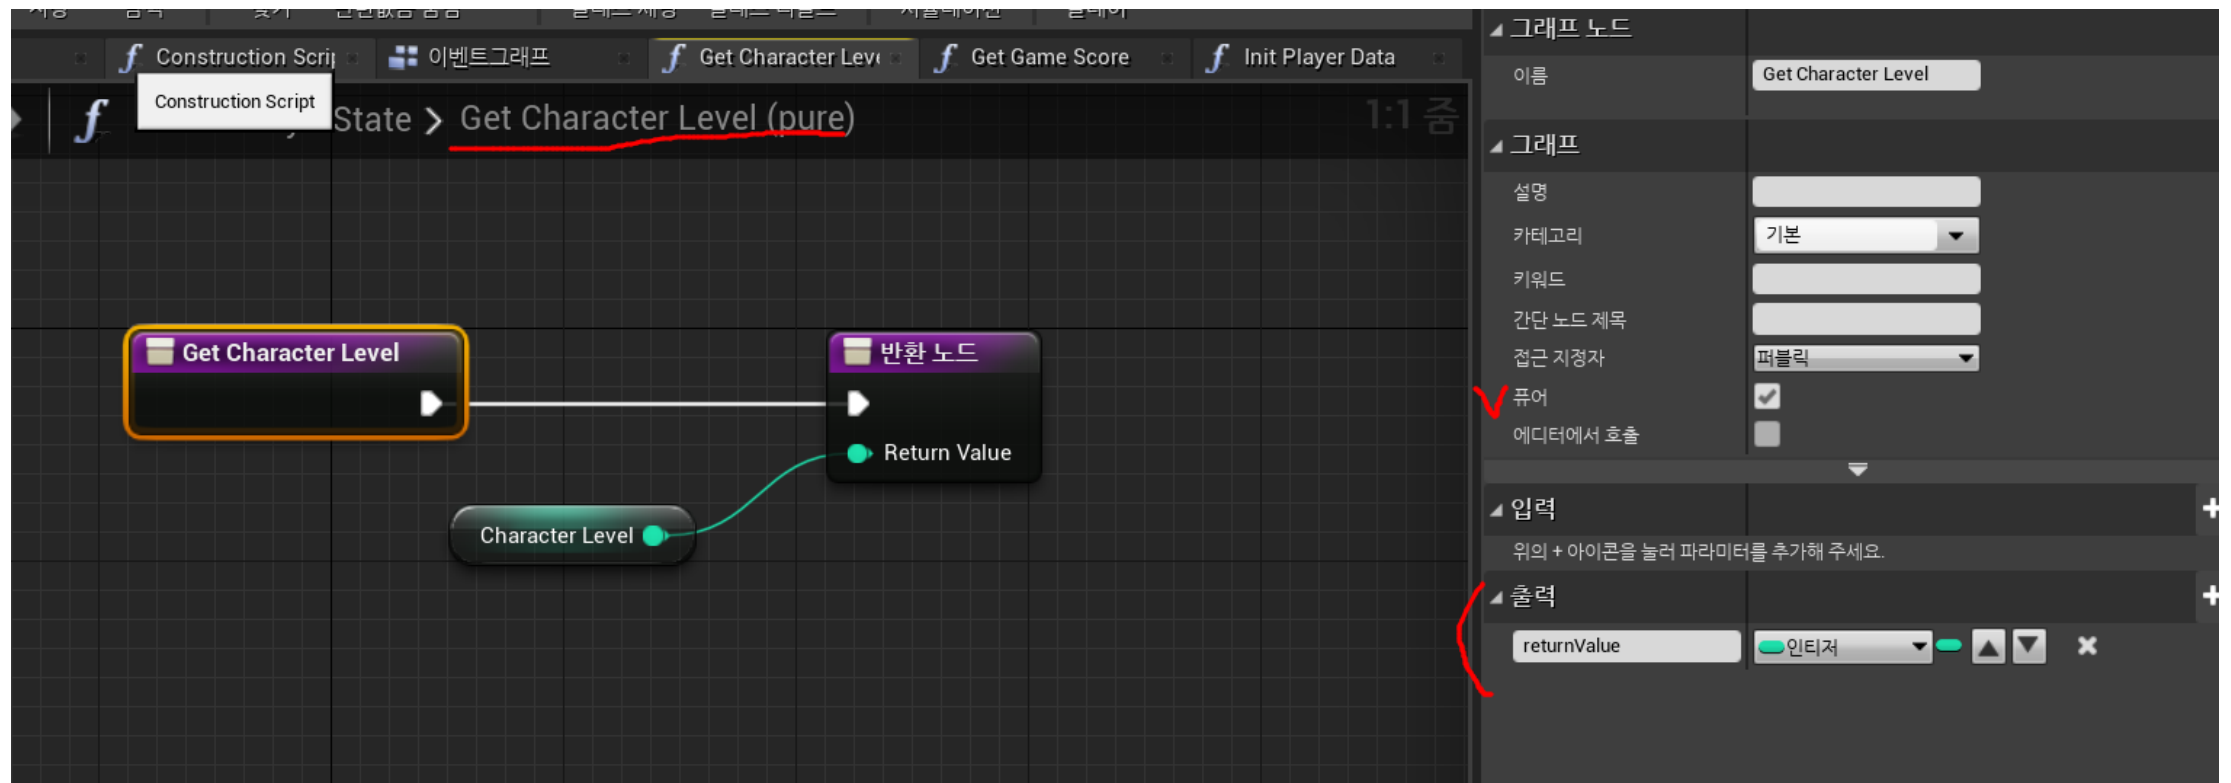 Construction Scrip
이벤트그래프
Get Character Leve
Get Game Score
Init Player Data
Construction Script
State > Get Character Level (pure)
1:1 줌
Get Character Level
반환 노드
Return Value
Character Level
그래프 노드
이름
Get Character Level
그래프
설명
카테고리
기본
키워드
간단 노드 제목
접근 지정자
퍼블릭
퓨어
에디터에서 호출
입력
위의 + 아이콘을 눌러 파라미터를 추가해 주세요.
출력
returnValue
인티저